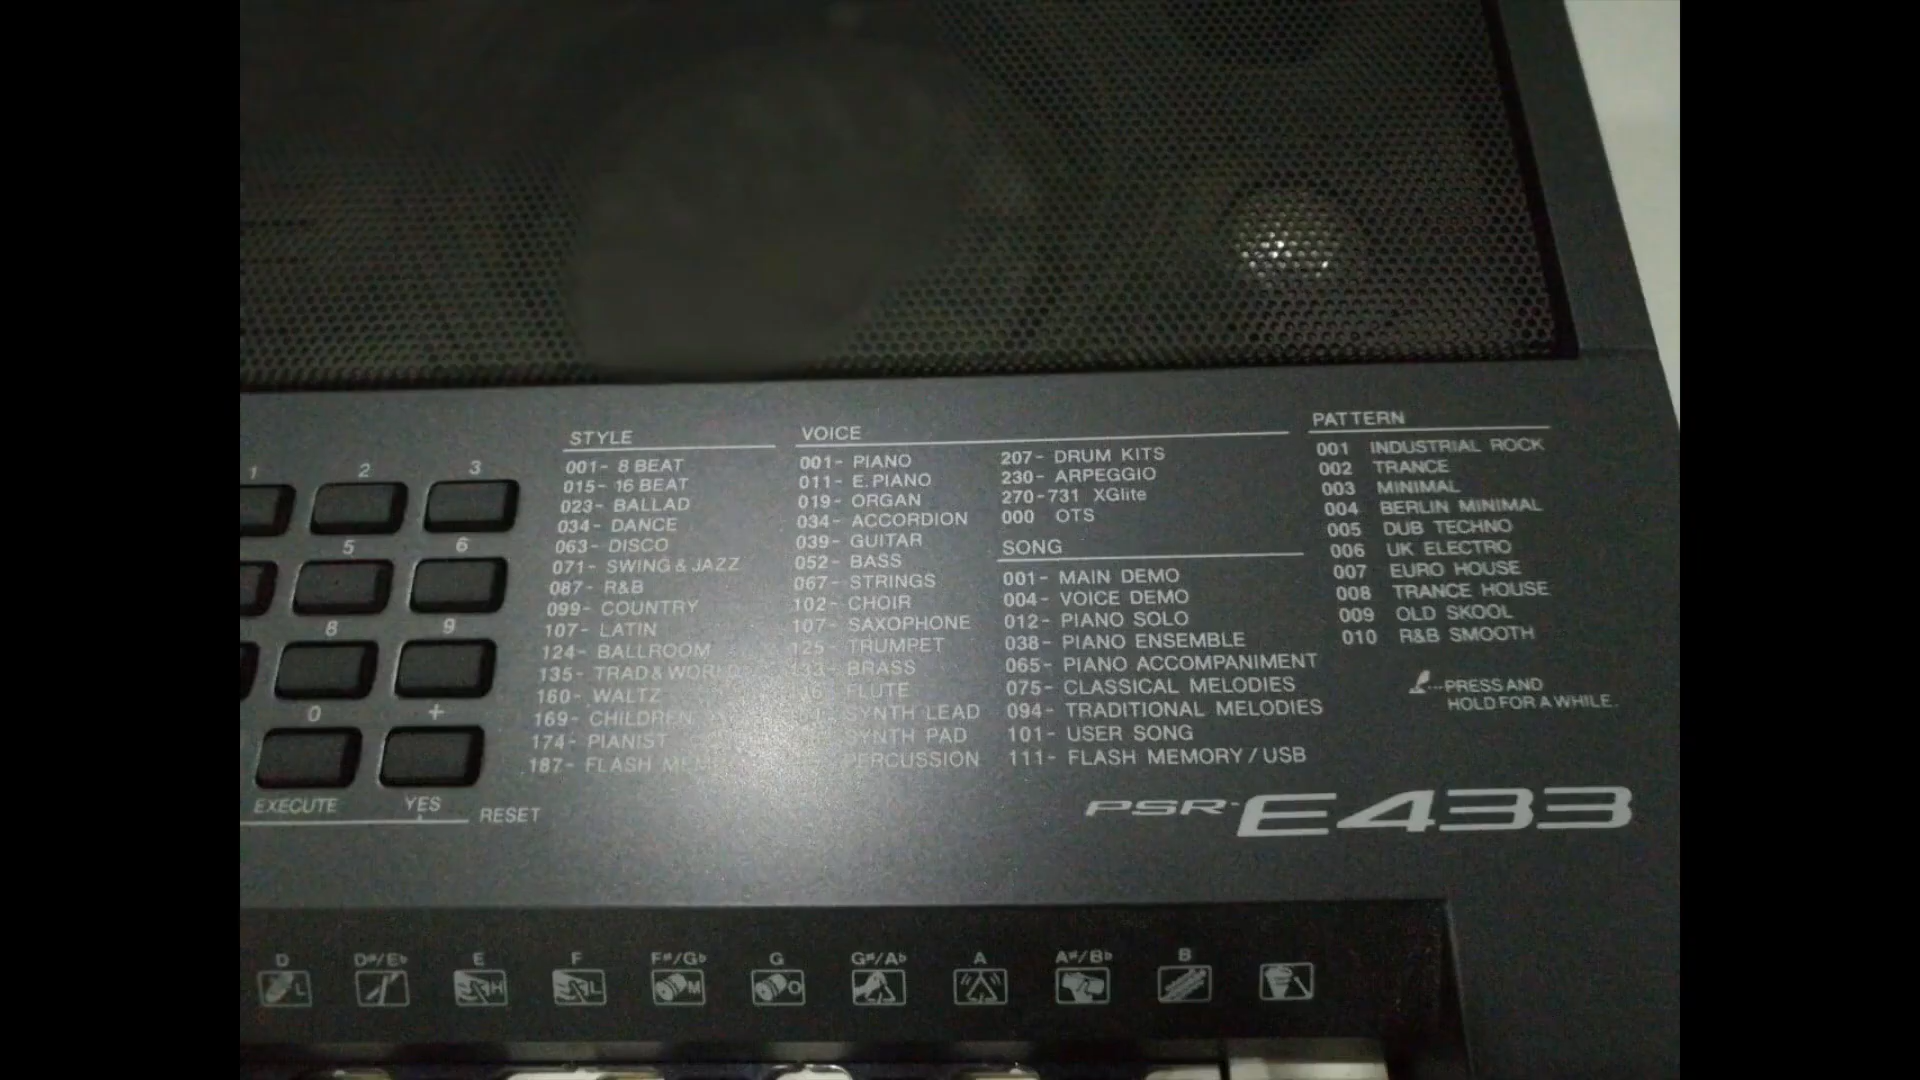 1 2 3
5 6
8 9
0 +
EXECUTE YES RESET
STYLE
001- 8 BEAT
015- 16 BEAT
023- BALLAD
034- DANCE
063- DISCO
071- SWING & JAZZ
087- R&B
099- COUNTRY
107- LATIN
124- BALLROOM
135- TRAD &
160- WALTZ
169- CHILDREN
174- PIANIST
187- FLASH
VOICE
001- PIANO
011- E.PIANO
019- ORGAN
034- ACCORDION
039- GUITAR
052- BASS
067- STRINGS
102- CHOIR
107- SAXOPHONE
125- TRUMPET
133- BRASS
FLUTE
SYNTH LEAD
SYNTH PAD
PERCUSSION
207- DRUM KITS
230- ARPEGGIO
270-731 XGlite
000 OTS
SONG
001- MAIN DEMO
004- VOICE DEMO
012- PIANO SOLO
038- PIANO ENSEMBLE
065- PIANO ACCOMPANIMENT
075- CLASSICAL MELODIES
094- TRADITIONAL MELODIES
101- USER SONG
111- FLASH MEMORY / USB
PATTERN
001 INDUSTRIAL ROCK
002 TRANCE
003 MINIMAL
004 BERLIN MINIMAL
005 DUB TECHNO
006 UK ELECTRO
007 EURO HOUSE
008 TRANCE HOUSE
009 OLD SKOOL
010 R&B SMOOTH
...PRESS AND
HOLD FOR A WHILE.
PSR-E433
D D#/E♭ E F F#/G♭ G G#/A♭ A A#/B♭ B
L H L M O